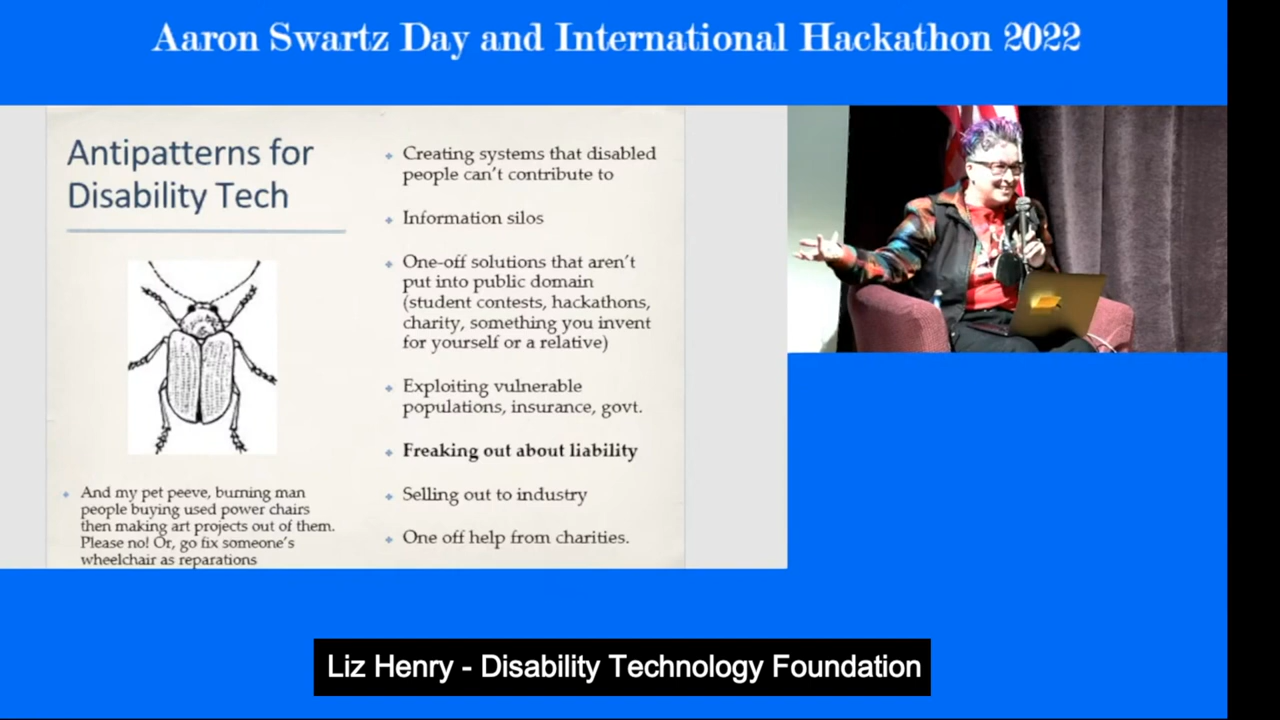 Aaron Swartz Day and International Hackathon 2022
Antipatterns for
Disability Tech
And my pet peeve, burning man
people buying used power chairs
then making art projects out of them.
Please no! Or, go fix someone's
wheelchair as reparations
Creating systems that disabled
people can't contribute to
Information silos
One-off solutions that aren't
put into public domain
(student contests, hackathons,
charity, something you invent
for yourself or a relative)
Exploiting vulnerable
populations, insurance, govt.
Freaking out about liability
Selling out to industry
One off help from charities.
Liz Henry - Disability Technology Foundation